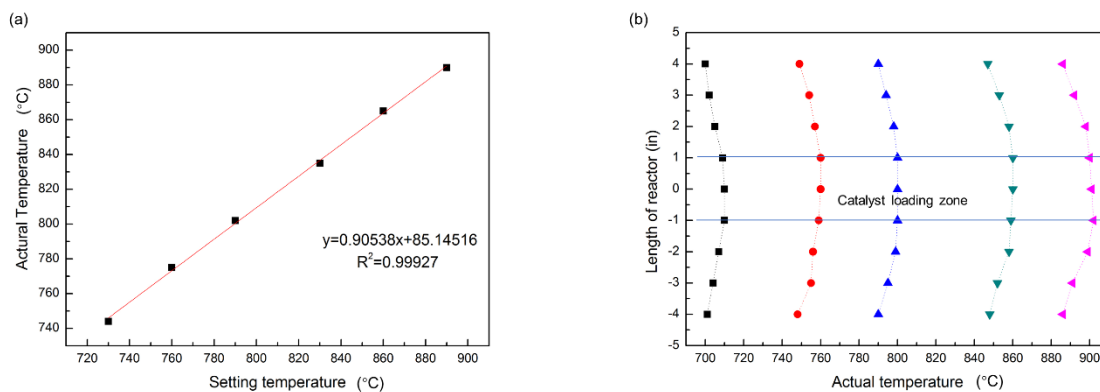 (a)
900
880
860
840
820
800
780
760
740
Acturai Temperature (°C)
y=0.90538x+85.14516
R²=0.99927
720 740 760 780 800 820 840 860 880 900
Setting temperature (°C)
(b)
5
4
3
2
1
0
-1
-2
-3
-4
-5
Length of reactor (in)
Catalyst loading zone
700 720 740 760 780 800 820 840 860 880 900
Actual temperature (°C)